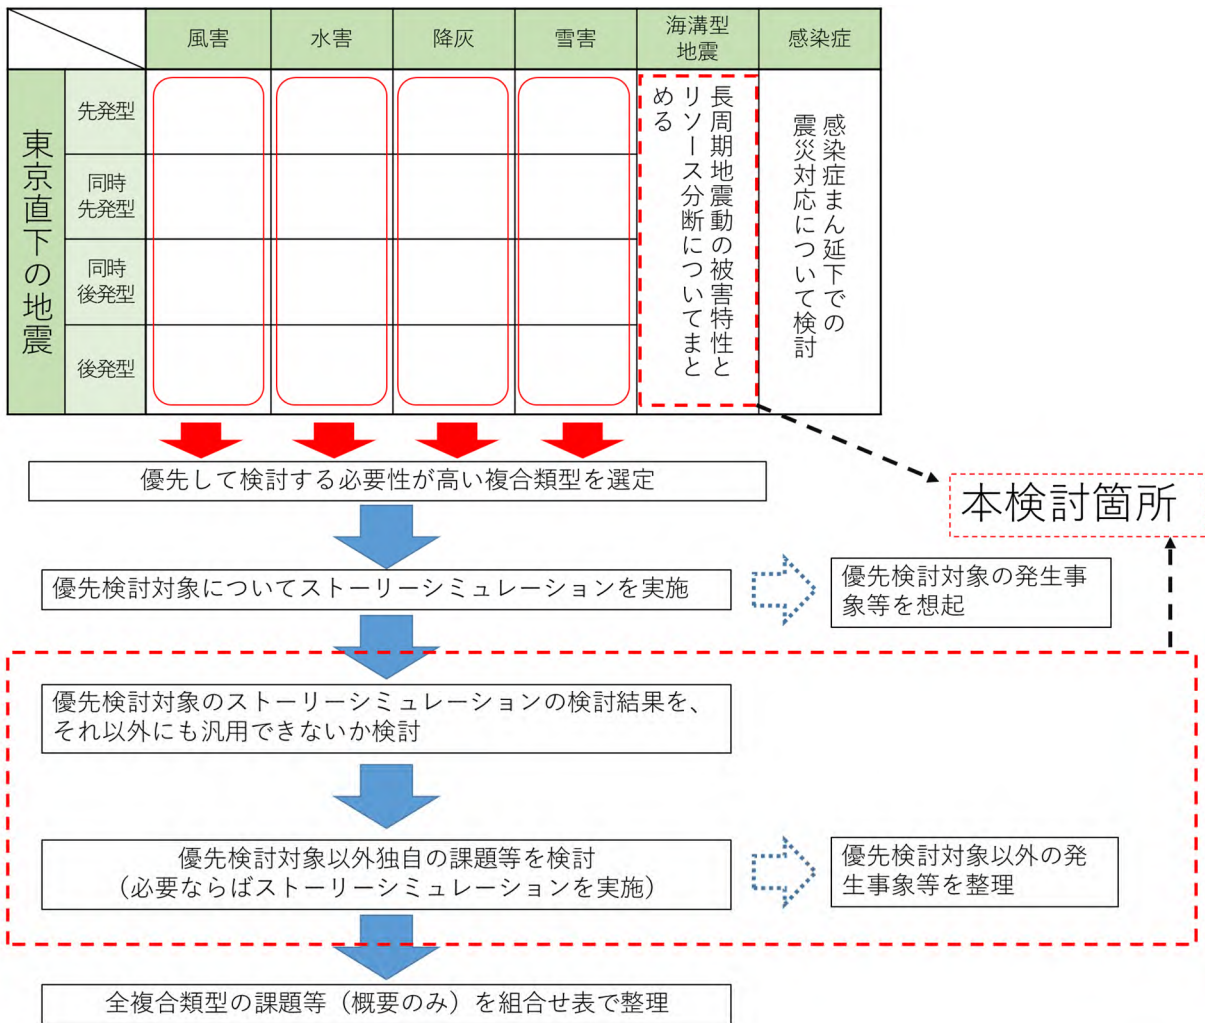 風害
水害
降灰
雪害
海溝型
地震
感染症
東京直下の地震
先発型
同時
先発型
同時
後発型
後発型
長周期地震動の被害特性と
リソース分断についてまと
める
感染症まん延下での
震災対応について検討
優先して検討する必要性が高い複合類型を選定
本検討箇所
優先検討対象についてストーリーシミュレーションを実施
優先検討対象の発生事
象等を想起
優先検討対象のストーリーシミュレーションの検討結果を、
それ以外にも汎用できないか検討
優先検討対象以外独自の課題等を検討
（必要ならばストーリーシミュレーションを実施）
優先検討対象以外の発
生事象等を整理
全複合類型の課題等（概要のみ）を組合せ表で整理